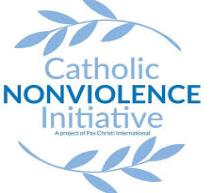 Catholic
NONVIOLENCE
Initiative
A project of Pax Christi International